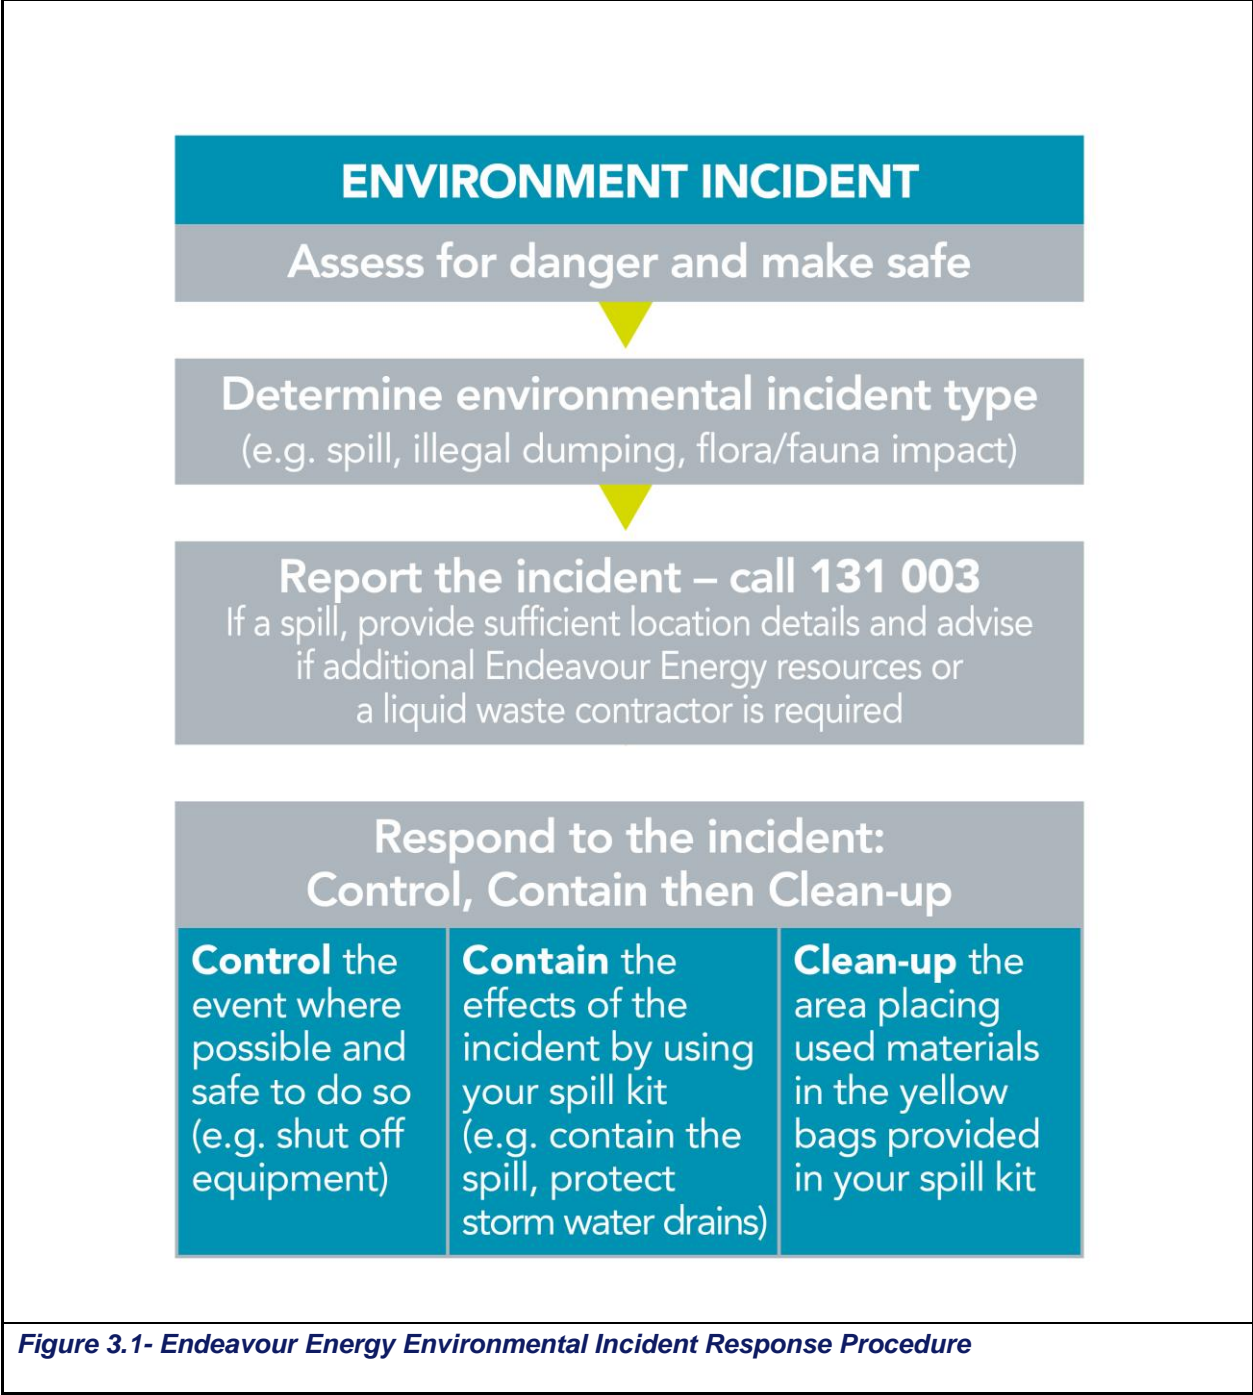 ENVIRONMENT INCIDENT
Assess for danger and make safe
Determine environmental incident type
(e.g. spill, illegal dumping, flora/fauna impact)
Report the incident – call 131 003
If a spill, provide sufficient location details and advise
if additional Endeavour Energy resources or
a liquid waste contractor is required
Respond to the incident:
Control, Contain then Clean-up
Control the
event where
possible and
safe to do so
(e.g. shut off
equipment)
Contain the
effects of the
incident by using
your spill kit
(e.g. contain the
spill, protect
storm water drains)
Clean-up the
area placing
used materials
in the yellow
bags provided
in your spill kit
Figure 3.1- Endeavour Energy Environmental Incident Response Procedure